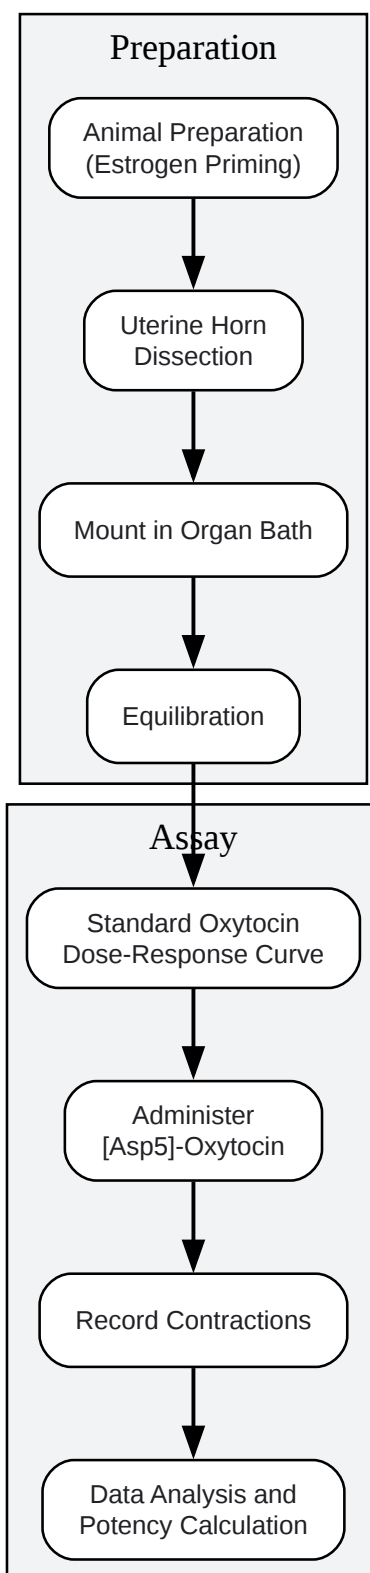 Preparation
Animal Preparation
(Estrogen Priming)
Uterine Horn
Dissection
Mount in Organ Bath
Equilibration
Assay
Standard Oxytocin
Dose-Response Curve
Administer
[Asp5]-Oxytocin
Record Contractions
Data Analysis and
Potency Calculation